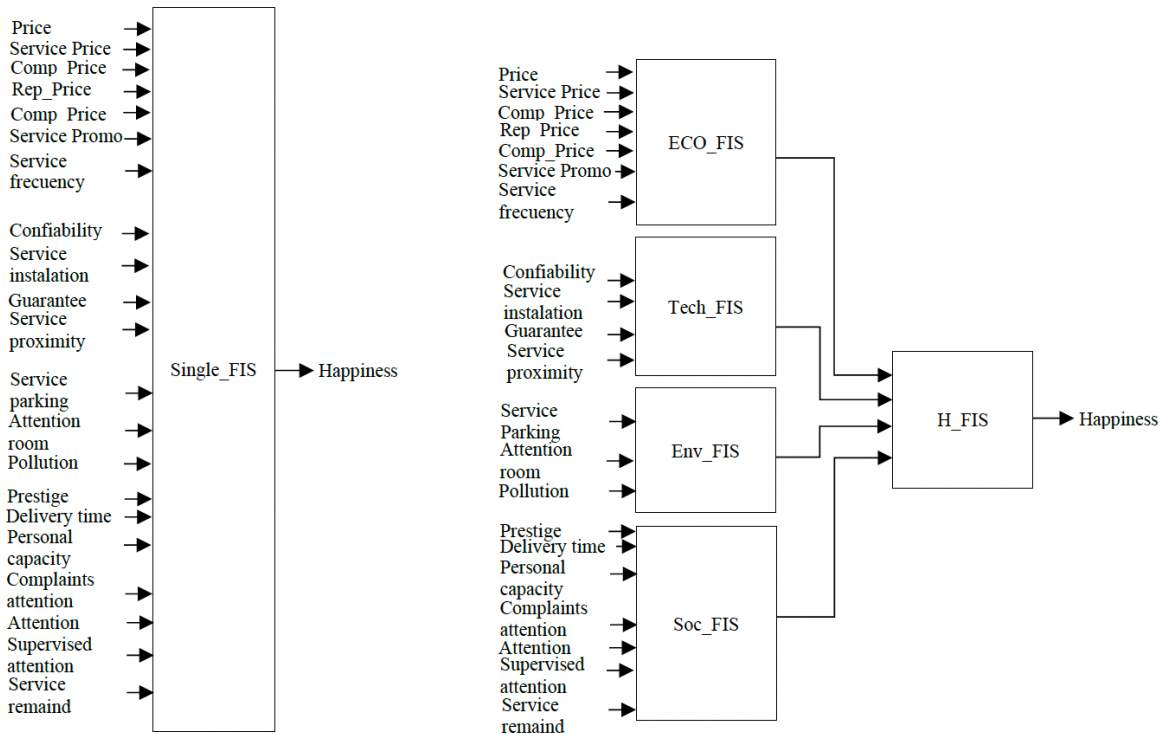 Price
Service Price
Comp_Price
Rep_Price
Comp_Price
Service Promo
Service
frecuency
Confiability
Service
instalation
Guarantee
Service
proximity
Service
parking
Attention
room
Pollution
Prestige
Delivery time
Personal
capacity
Complaints
attention
Attention
Supervised
attention
Service
remaind
Single_FIS
Happiness
Price
Service Price
Comp_Price
Rep_Price
Comp_Price
Service Promo
Service
frecuency
ECO_FIS
Confiability
Service
instalation
Guarantee
Service
proximity
Tech_FIS
Service
Parking
Attention
room
Pollution
Env_FIS
Prestige
Delivery time
Personal
capacity
Complaints
attention
Attention
Supervised
attention
Service
remaind
Soc_FIS
H_FIS
Happiness